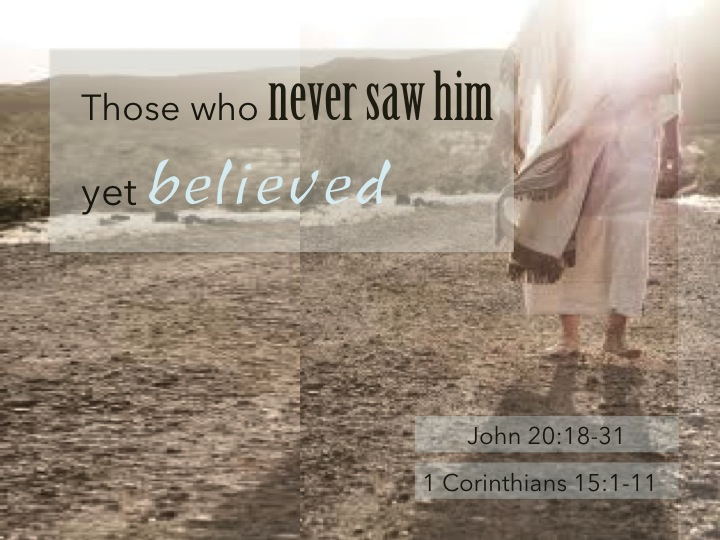 Those who never saw him
yet believed
John 20:18-31
1 Corinthians 15:1-11